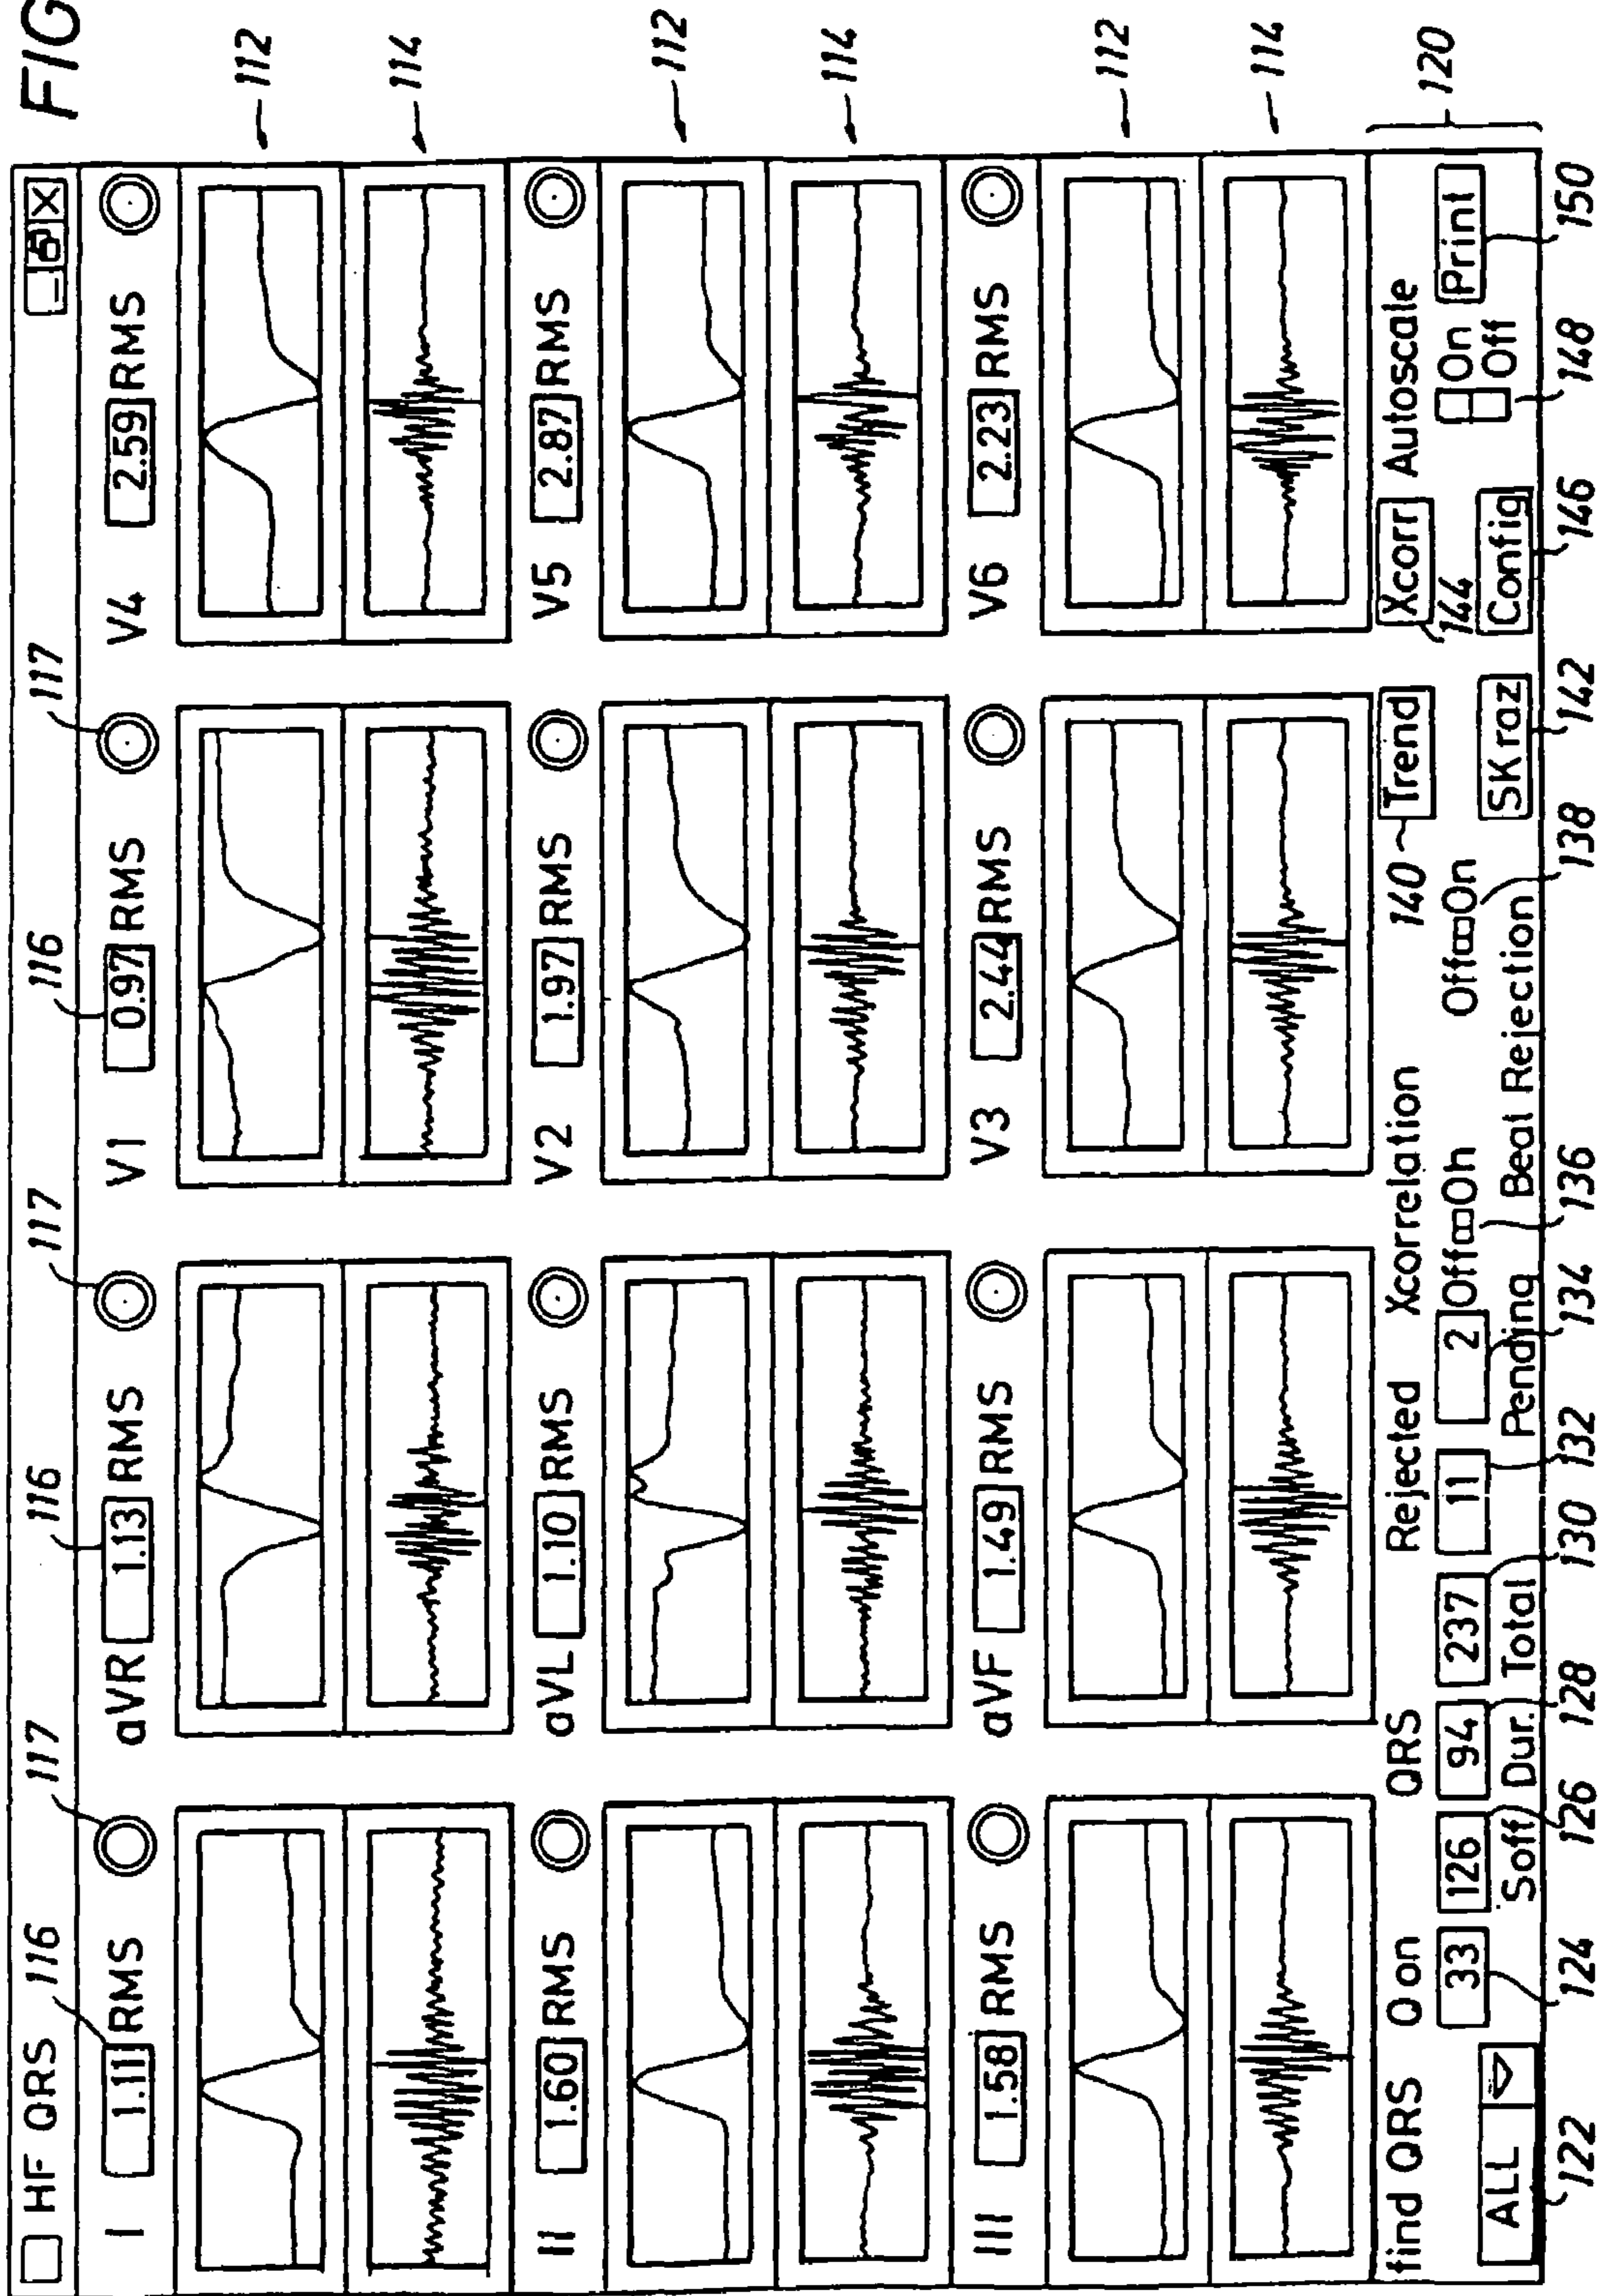 FIG
HF QRS
116 117 116 117 116 117
I 1.11 RMS aVR 1.13 RMS V1 0.97 RMS V4 2.59 RMS
112
114
II 1.60 RMS aVL 1.10 RMS V2 1.97 RMS V5 2.87 RMS
112
114
III 1.58 RMS aVF 1.49 RMS V3 2.44 RMS V6 2.23 RMS
112
114
find QRS Q on QRS Rejected Xcorrelation 140 Trend Xcorr Autoscale
120
33 126 94 237 11 2 Off On Off On 144 On Print
ALL Soff Dur. Total Pending Beat Rejection SK raz Config Off
122 124 126 128 130 132 134 136 138 142 146 148 150